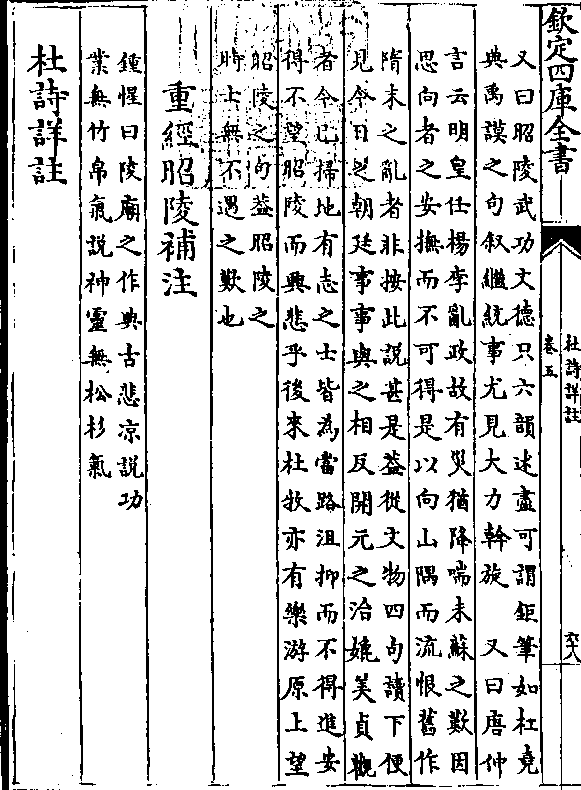 欽定四庫全書
杜詩詳註
卷五
又曰昭陵武功文德只六韻述盡可謂鉅筆如杜堯
典禹謨之句叙繼統事尤見大力幹旋 又曰唐仲
言云明皇任楊李亂政故有災猶降喘未蘇之歎因
思向者之安撫而不可得是以向山隅而流恨舊作
隋末之亂者非按此說甚是葢從文物四句讀下便
見今日之朝廷事事與之相反開元之治媲美貞觀
者今已掃地有志之士皆為當路沮抑而不得進安
得不望昭陵而興悲乎後來杜牧亦有樂游原上望
昭陵之句葢昭陵之
時士無不遇之歎也
重經昭陵補注
鍾惺曰陵廟之作典古悲凉說功
業無竹帛氣說神靈無松杉氣
杜詩詳註